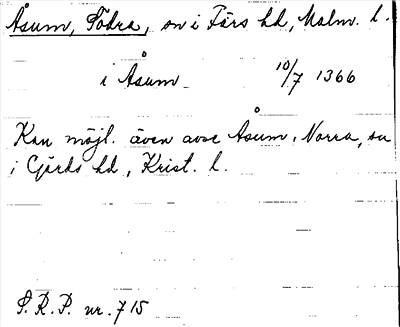 Åsum, Södra, sn i Färs hd, Malm. l.
i Åsum 10/7 1366
Kan möjl. även avse Åsum, Norra, sn
i Gärds hd, Krist. l.
S. R. P. nr. 715